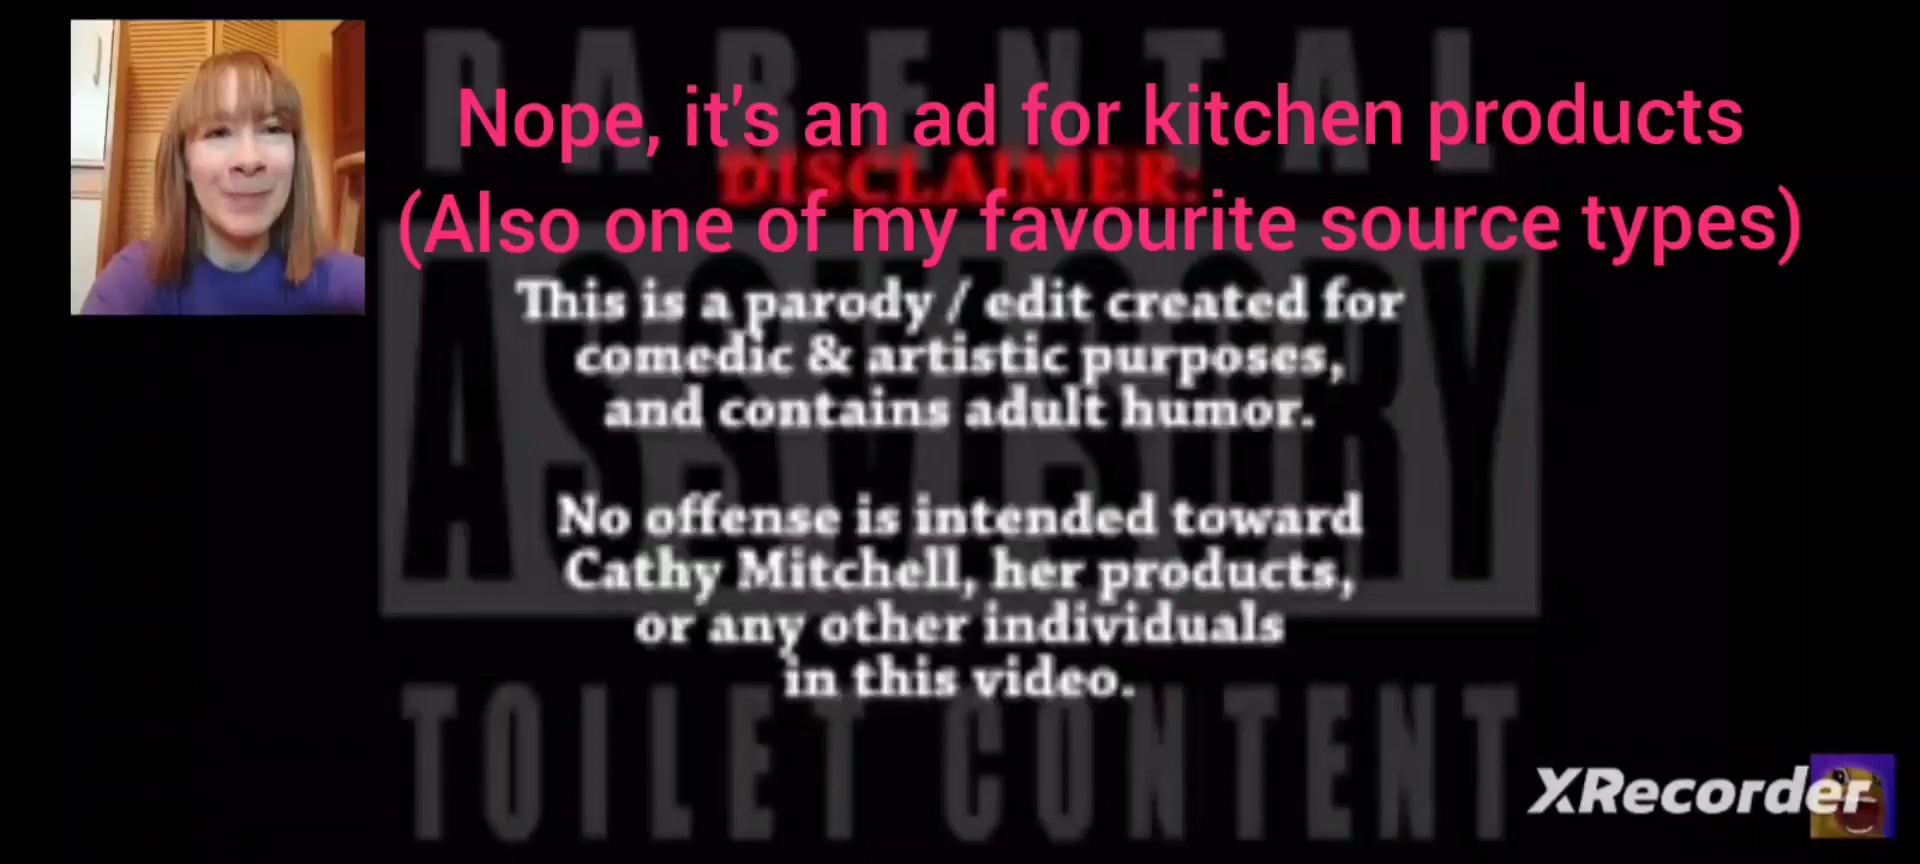 PARENTAL
Nope, it's an ad for kitchen products
DISCLAIMER:
(Also one of my favourite source types)
ASSVISORY
This is a parody / edit created for
comedic & artistic purposes,
and contains adult humor.
No offense is intended toward
Cathy Mitchell, her products,
or any other individuals
in this video.
TOILET CONTENT
XRecorder